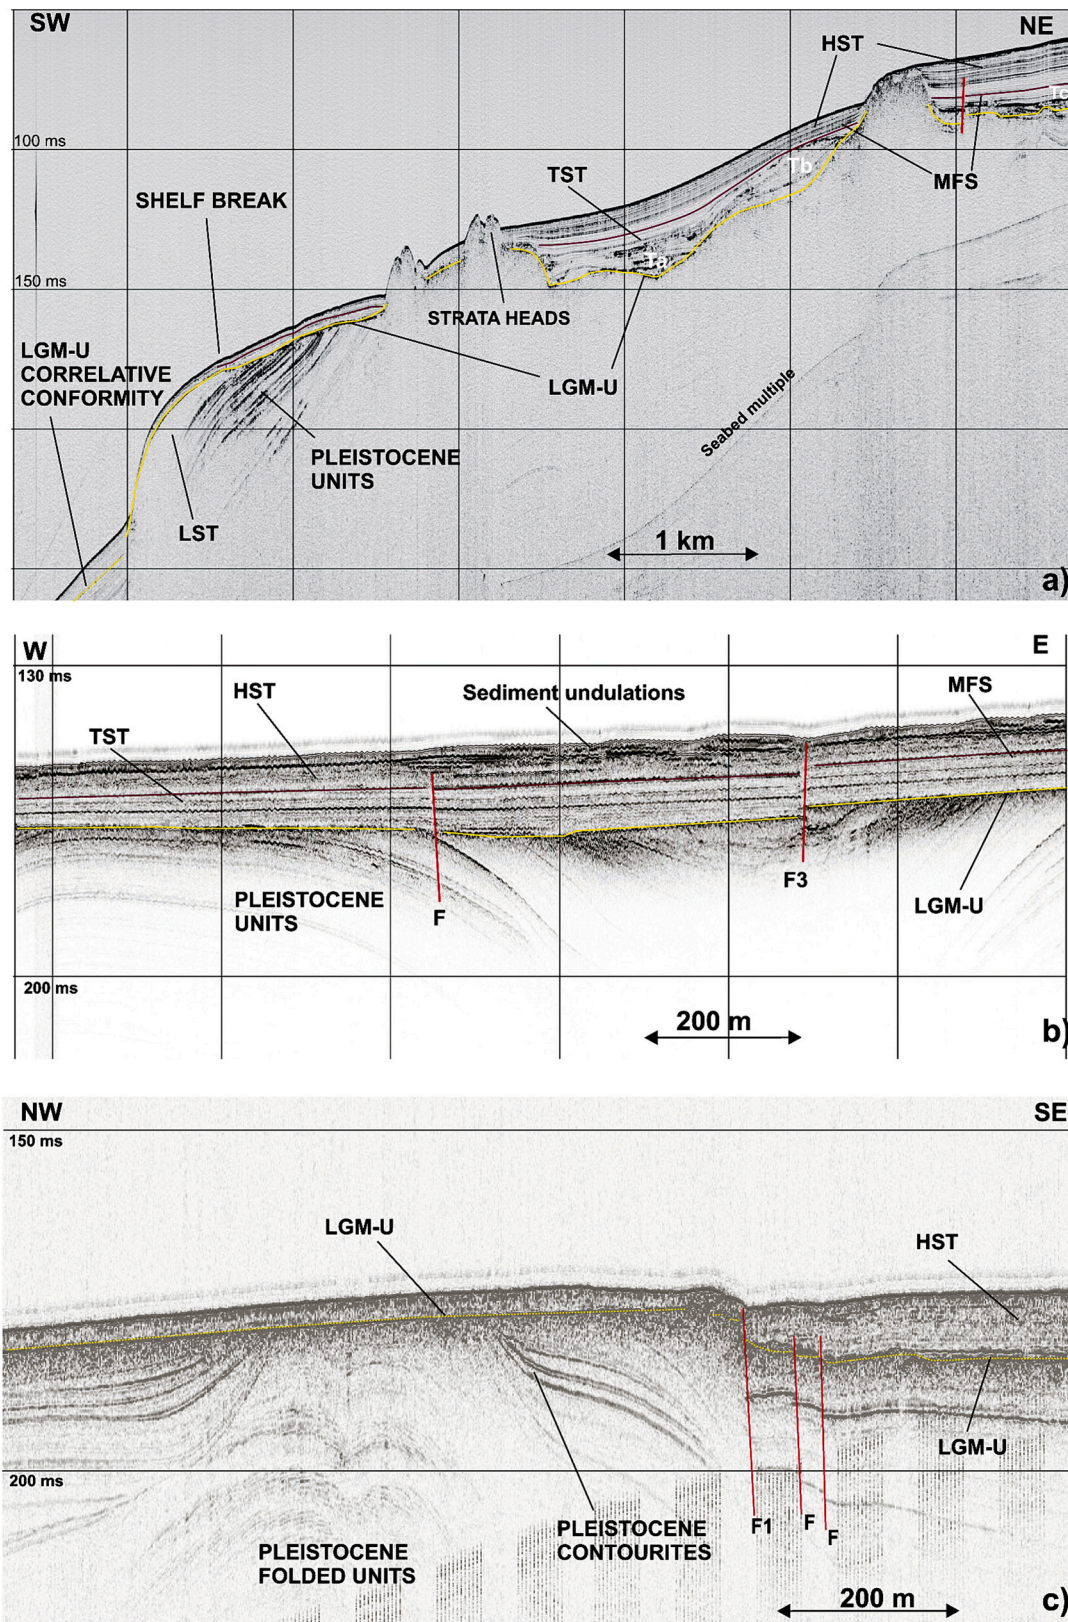 SW
NE
HST
100 ms
Tc
Tb
TST
MFS
SHELF BREAK
Ta
150 ms
STRATA HEADS
LGM-U
CORRELATIVE
CONFORMITY
LGM-U
Seabed multiple
PLEISTOCENE
UNITS
LST
1 km
a)
W
E
130 ms
HST
Sediment undulations
MFS
TST
PLEISTOCENE
UNITS
F
F3
LGM-U
200 ms
200 m
b)
NW
SE
150 ms
LGM-U
HST
LGM-U
200 ms
F1
F
F
PLEISTOCENE
CONTOURITES
PLEISTOCENE
FOLDED UNITS
200 m
c)